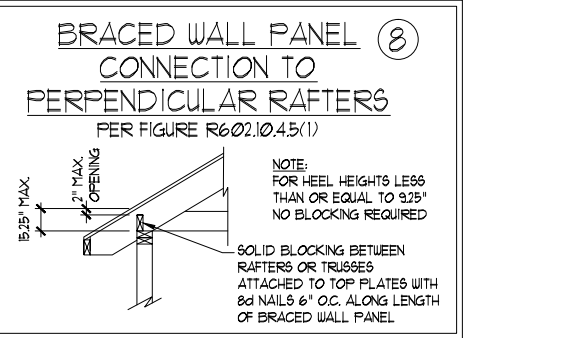 BRACED WALL PANEL
8
CONNECTION TO
PERPENDICULAR RAFTERS
PER FIGURE R602.10.4.5(1)
15.25" MAX.
2" MAX.
OPENING
NOTE:
FOR HEEL HEIGHTS LESS
THAN OR EQUAL TO 9.25"
NO BLOCKING REQUIRED
SOLID BLOCKING BETWEEN
RAFTERS OR TRUSSES
ATTACHED TO TOP PLATES WITH
8d NAILS 6" O.C. ALONG LENGTH
OF BRACED WALL PANEL